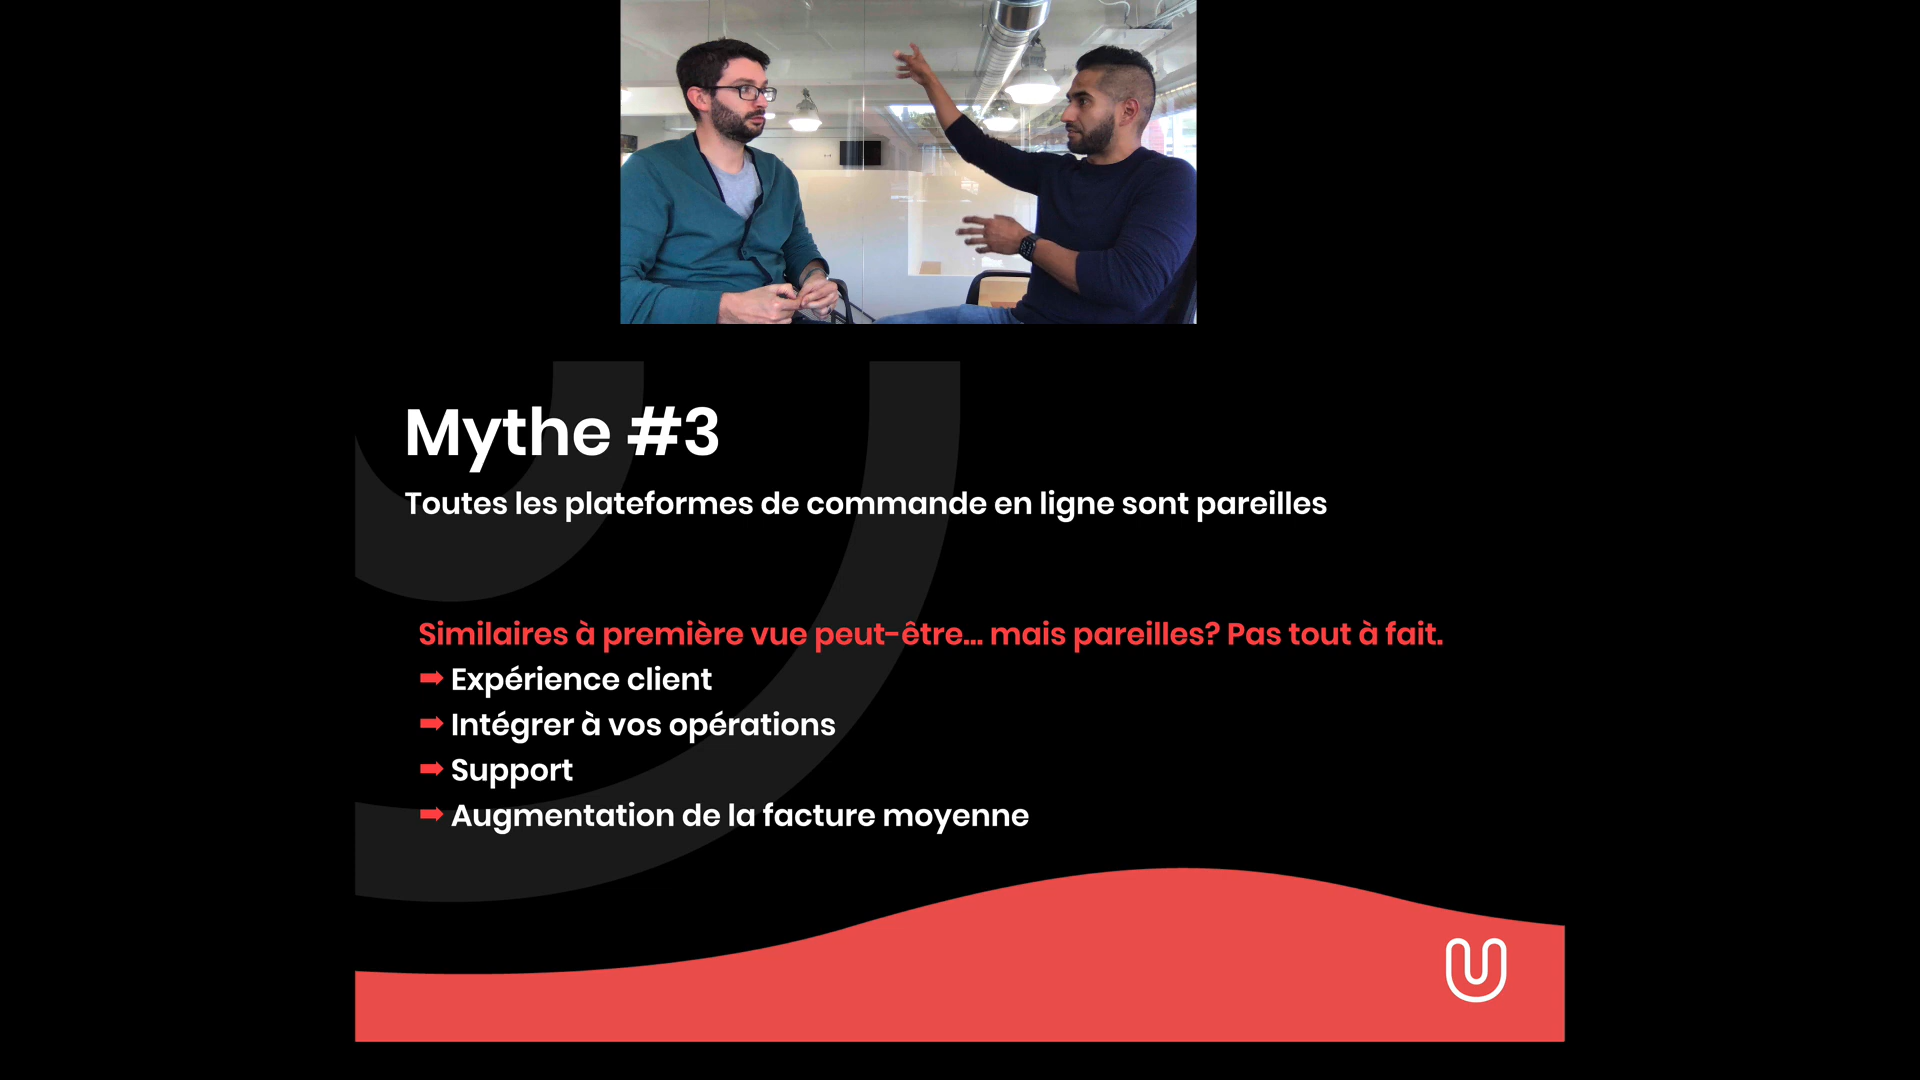 Mythe #3
Toutes les plateformes de commande en ligne sont pareilles
Similaires à première vue peut-être... mais pareilles? Pas tout à fait.
➡ Expérience client
➡ Intégrer à vos opérations
➡ Support
➡ Augmentation de la facture moyenne